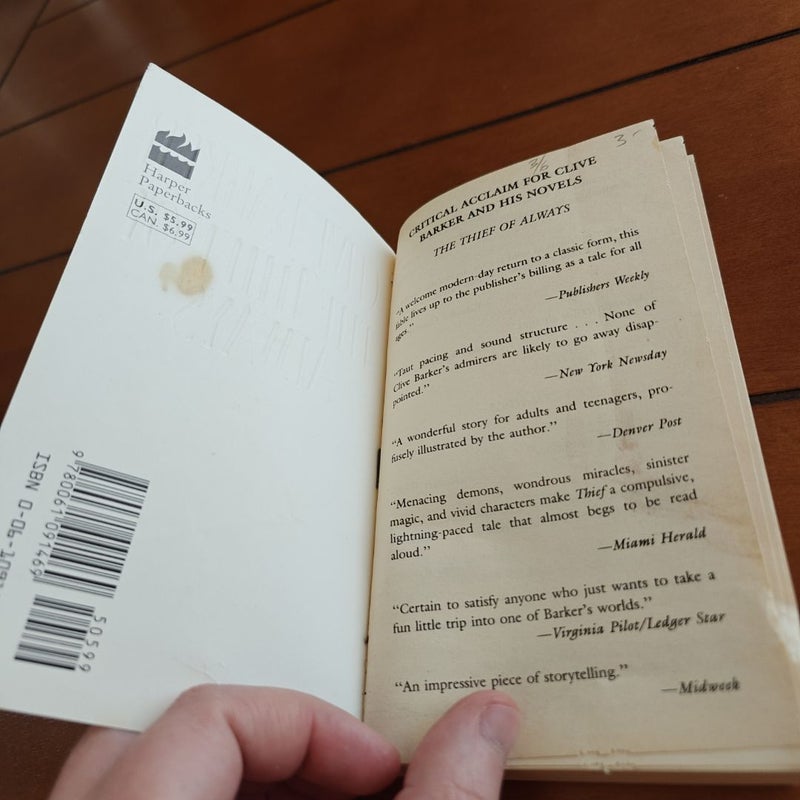 Harper
Paperbacks
U.S. $5.99
CAN. $6.99
9780061091469
50599
ISBN 0-06-109
3-
CRITICAL ACCLAIM FOR CLIVE
BARKER AND HIS NOVELS
THE THIEF OF ALWAYS
“A welcome modern-day return to a classic form, this
fable lives up to the publisher’s billing as a tale for all
ages.”
—Publishers Weekly
“Taut pacing and sound structure . . . None of
Clive Barker’s admirers are likely to go away disap-
pointed.”
—New York Newsday
“A wonderful story for adults and teenagers, pro-
fusely illustrated by the author.”
—Denver Post
“Menacing demons, wondrous miracles, sinister
magic, and vivid characters make Thief a compulsive,
lightning-paced tale that almost begs to be read
aloud.”
—Miami Herald
“Certain to satisfy anyone who just wants to take a
fun little trip into one of Barker’s worlds.”
—Virginia Pilot/Ledger Star
“An impressive piece of storytelling.”
—Midweek